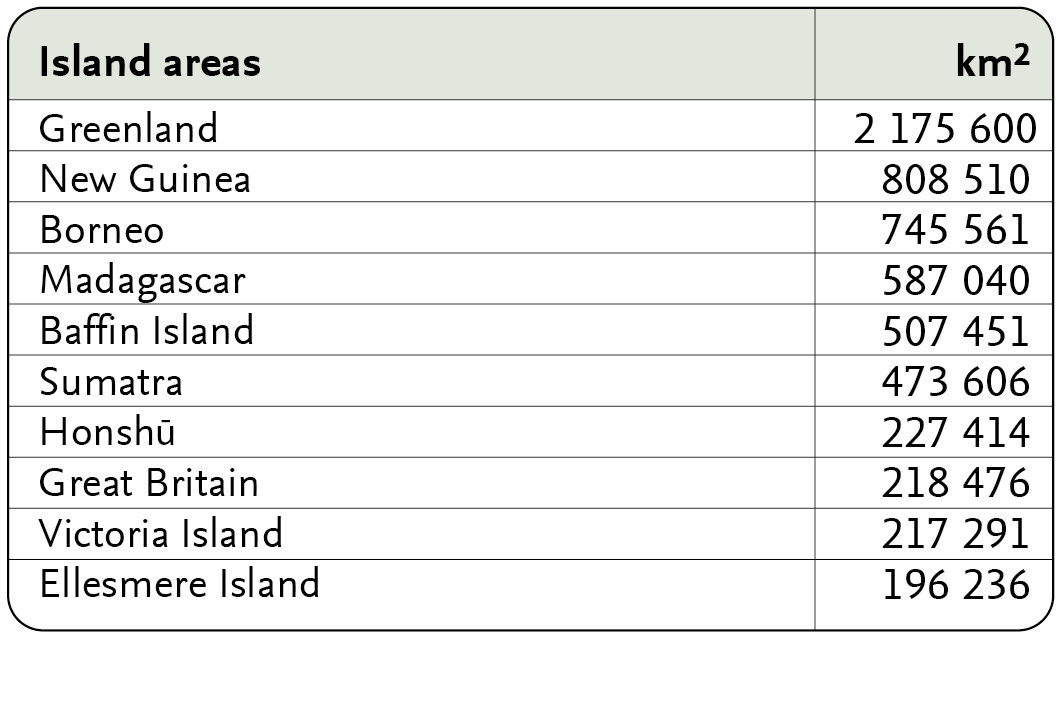 Island areas km²
Greenland 2 175 600
New Guinea 808 510
Borneo 745 561
Madagascar 587 040
Baffin Island 507 451
Sumatra 473 606
Honshū 227 414
Great Britain 218 476
Victoria Island 217 291
Ellesmere Island 196 236